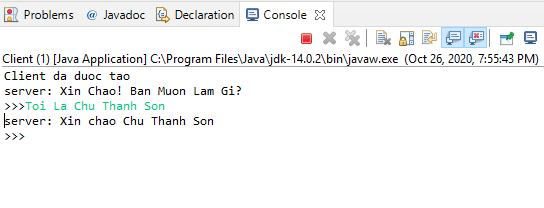 Problems @ Javadoc Declaration Console
Client (1) [Java Application] C:\Program Files\Java\jdk-14.0.2\bin\javaw.exe (Oct 26, 2020, 7:55:43 PM)
Client da duoc tao
server: Xin Chao! Ban Muon Lam Gi?
>>>Toi La Chu Thanh Son
server: Xin chao Chu Thanh Son
>>>